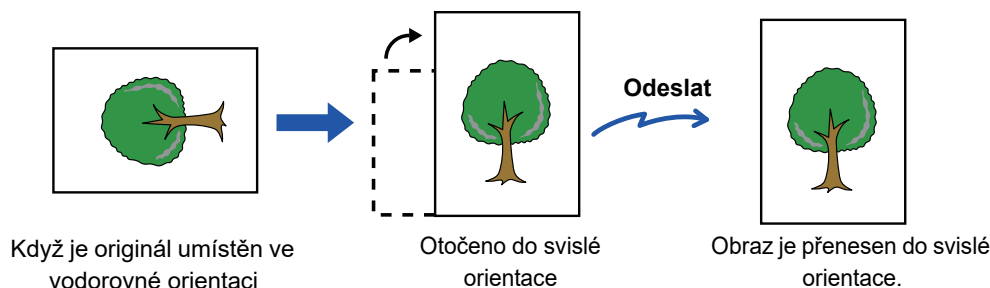 Odeslat
Když je originál umístěn ve
vodorovné orientaci
Otočeno do svislé
orientace
Obraz je přenesen do svislé
orientace.